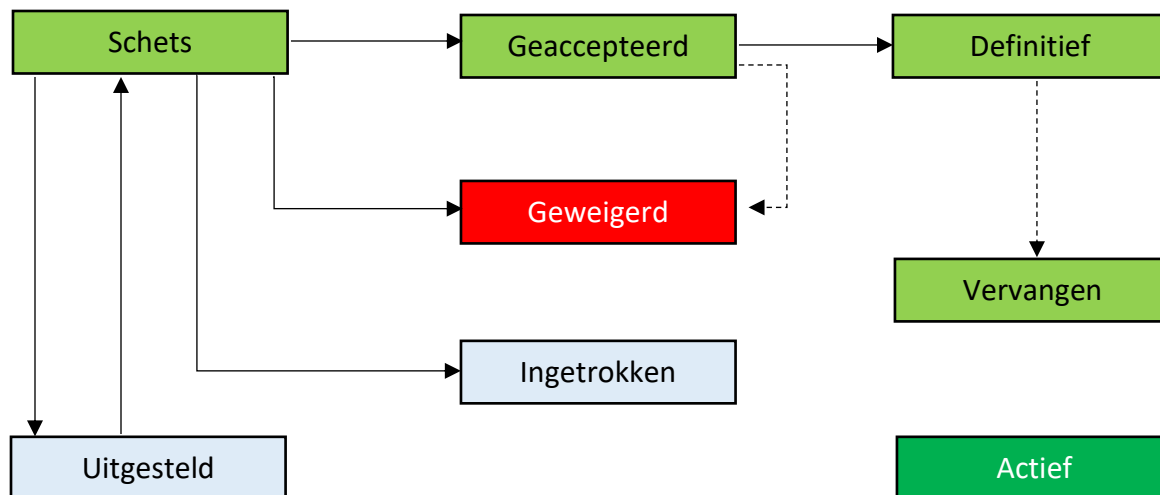 Schets
Geaccepteerd
Definitief
Geweigerd
Vervangen
Ingetrokken
Uitgesteld
Actief